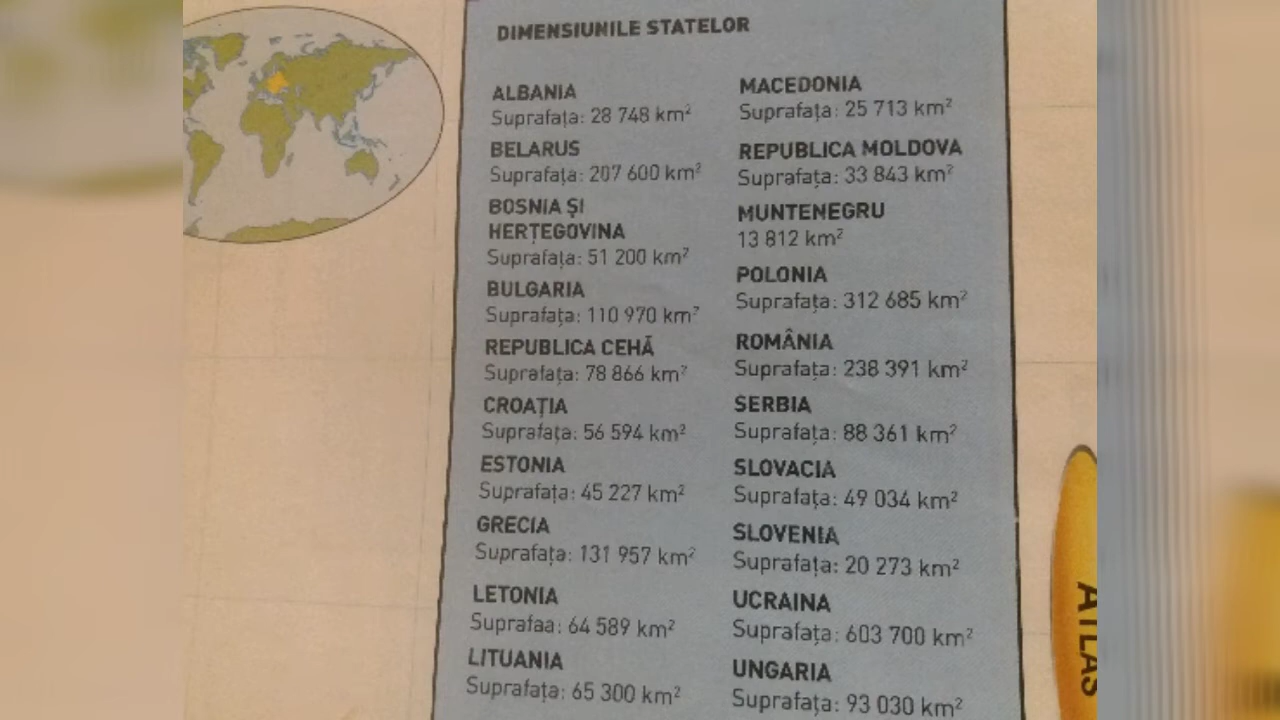 DIMENSIUNILE STATELOR
ALBANIA
Suprafața: 28 748 km²
BELARUS
Suprafața: 207 600 km²
BOSNIA ȘI
HERȚEGOVINA
Suprafața: 51 200 km²
BULGARIA
Suprafața: 110 970 km²
REPUBLICA CEHĂ
Suprafața: 78 866 km²
CROAȚIA
Suprafața: 56 594 km²
ESTONIA
Suprafața: 45 227 km²
GRECIA
Suprafața: 131 957 km²
LETONIA
Suprafaa: 64 589 km²
LITUANIA
Suprafața: 65 300 km²
MACEDONIA
Suprafața: 25 713 km²
REPUBLICA MOLDOVA
Suprafața: 33 843 km²
MUNTENEGRU
13 812 km²
POLONIA
Suprafața: 312 685 km²
ROMÂNIA
Suprafața: 238 391 km²
SERBIA
Suprafața: 88 361 km²
SLOVACIA
Suprafața: 49 034 km²
SLOVENIA
Suprafața: 20 273 km²
UCRAINA
Suprafața: 603 700 km²
UNGARIA
Suprafața: 93 030 km²
ATLAS